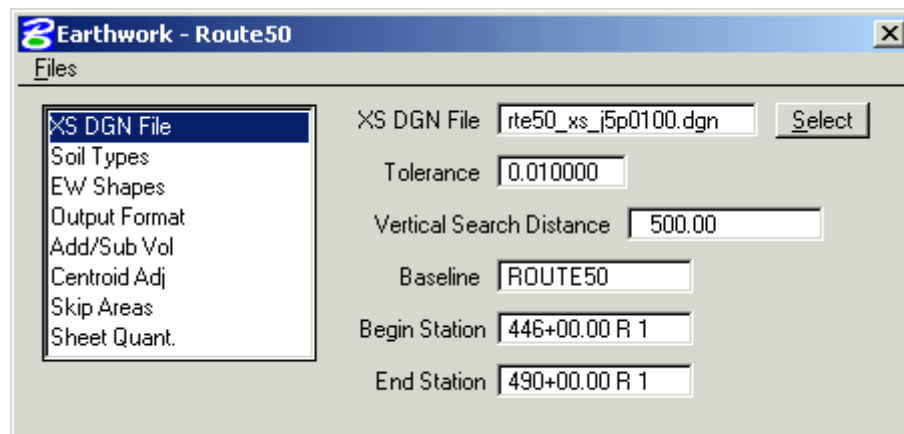 Earthwork - Route50
Files
XS DGN File
Soil Types
EW Shapes
Output Format
Add/Sub Vol
Centroid Adj
Skip Areas
Sheet Quant.
XS DGN File rte50_xs_j5p0100.dgn Select
Tolerance 0.010000
Vertical Search Distance 500.00
Baseline ROUTE50
Begin Station 446+00.00 R 1
End Station 490+00.00 R 1